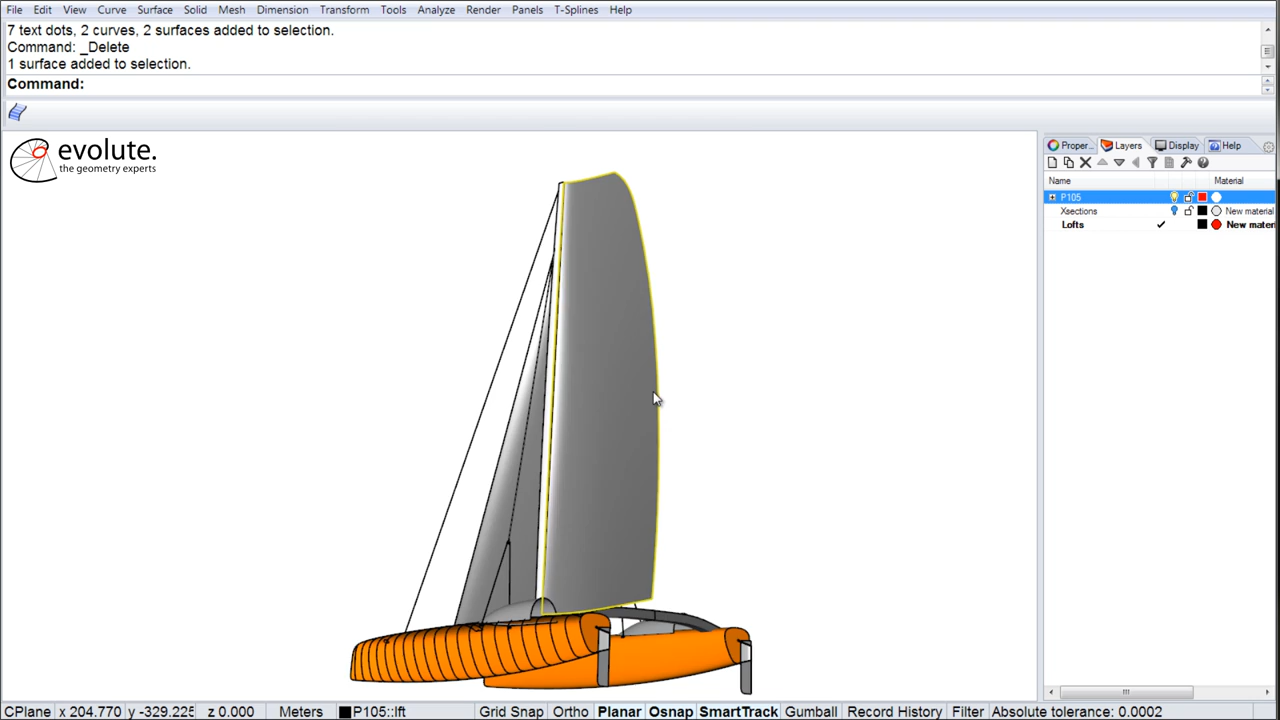 File Edit View Curve Surface Solid Mesh Dimension Transform Tools Analyze Render Panels T-Splines Help
7 text dots, 2 curves, 2 surfaces added to selection.
Command: _Delete
1 surface added to selection.
Command:
evolute.
the geometry experts
Proper... Layers Display Help
Name Material
P105
Xsections New material
Lofts New mater
CPlane x 204.770 y -329.225 z 0.000 Meters P105::lft Grid Snap Ortho Planar Osnap SmartTrack Gumball Record History Filter Absolute tolerance: 0.0002